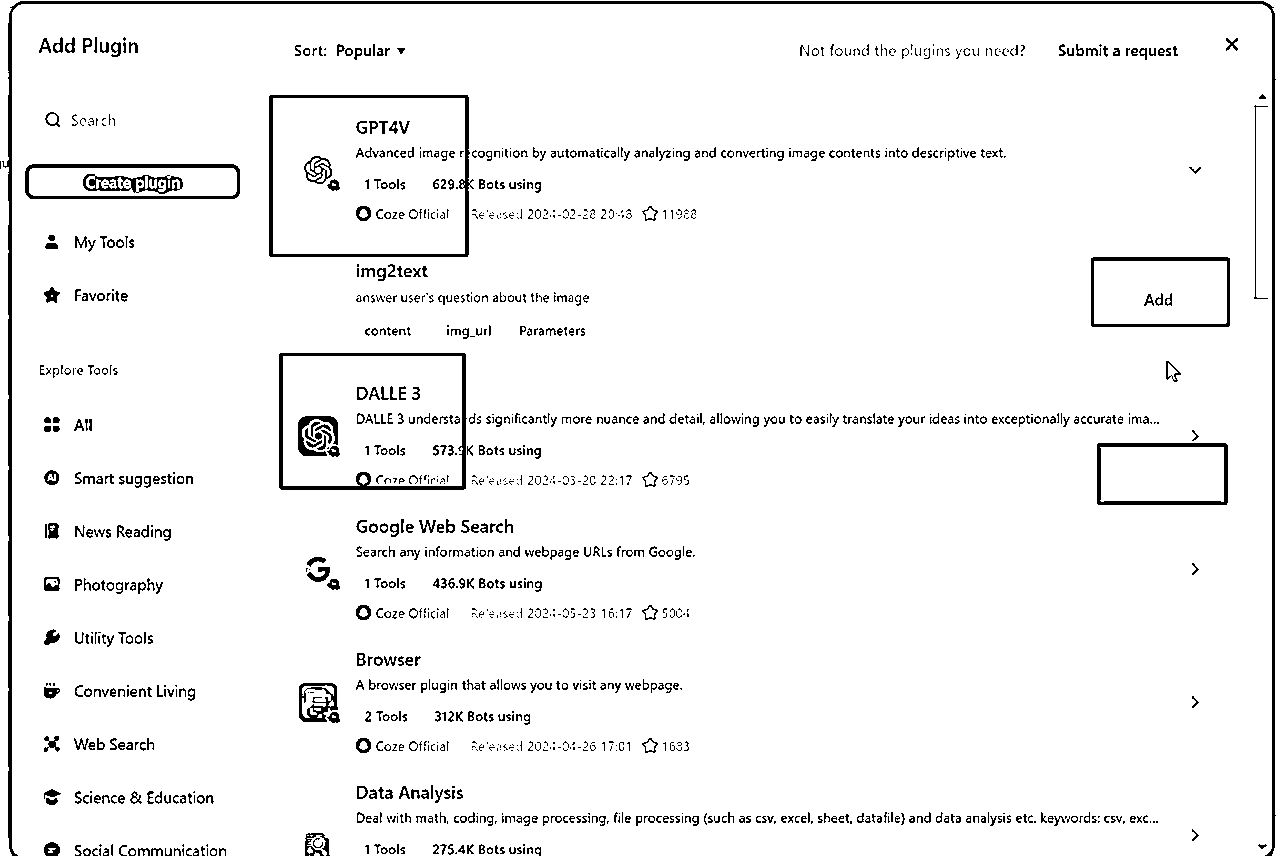 Add Plugin
Sort: Popular
Not found the plugins you need?
Submit a request
Search
Create plugin
My Tools
Favorite
Explore Tools
All
Smart suggestion
News Reading
Photography
Utility Tools
Convenient Living
Web Search
Science & Education
Social Communication
GPT4V
Advanced image recognition by automatically analyzing and converting image contents into descriptive text.
1 Tools 629.8K Bots using
Coze Official Released 2024-02-28 20:48 11988
img2text
answer user's question about the image
Add
content img_url Parameters
DALLE 3
DALLE 3 understands significantly more nuance and detail, allowing you to easily translate your ideas into exceptionally accurate ima...
1 Tools 573.9K Bots using
Coze Official Released 2024-03-20 22:17 6795
Google Web Search
Search any information and webpage URLs from Google.
1 Tools 436.9K Bots using
Coze Official Released 2024-05-23 16:17 5004
Browser
A browser plugin that allows you to visit any webpage.
2 Tools 312K Bots using
Coze Official Released 2024-04-26 17:01 1633
Data Analysis
Deal with math, coding, image processing, file processing (such as csv, excel, sheet, datafile) and data analysis etc. keywords: csv, exc...
1 Tools 275.4K Bots using